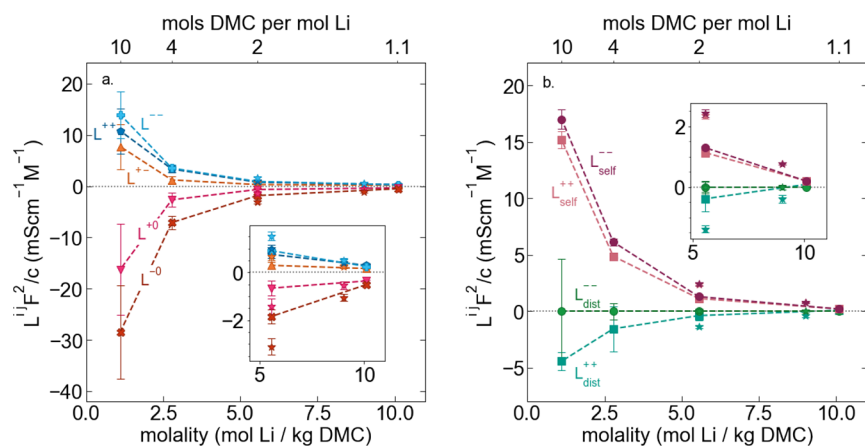 mols DMC per mol Li
10 4 2 1.1
a.
20
10
0
−10
−20
−30
−40
L^{ij}F^2/c (mScm^{-1}M^{-1})
L^{--}
L^{++}
L^{+-}
L^{+0}
L^{-0}
0
−2
5 10
0.0 2.5 5.0 7.5 10.0
molality (mol Li / kg DMC)
mols DMC per mol Li
10 4 2 1.1
b.
20
15
10
5
0
−5
L^{ij}F^2/c (mScm^{-1}M^{-1})
L^{--}_{self}
L^{++}_{self}
L^{--}_{dist}
L^{++}_{dist}
2
0
5 10
0.0 2.5 5.0 7.5 10.0
molality (mol Li / kg DMC)